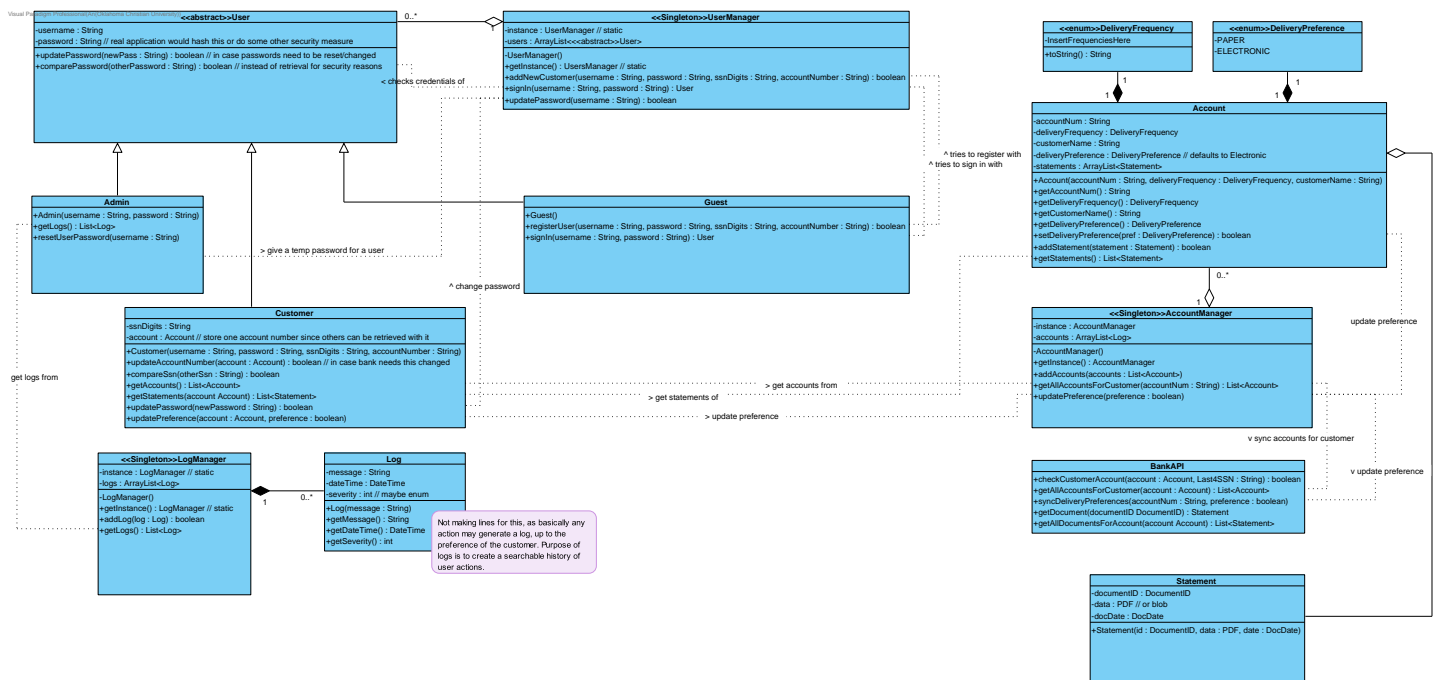 Visual Paradigm Professional(Ari(Oklahoma Christian University))
<<abstract>>User
-username : String
-password : String // real application would hash this or do some other security measure
+updatePassword(newPass : String) : boolean // in case passwords need to be reset/changed
+comparePassword(otherPassword : String) : boolean // instead of retrieval for security reasons
0..*
1
<<Singleton>>UserManager
-instance : UserManager // static
-users : ArrayList<<<abstract>>User>
-UserManager()
+getInstance() : UsersManager // static
+addNewCustomer(username : String, password : String, ssnDigits : String, accountNumber : String) : boolean
+signIn(username : String, password : String) : User
+updatePassword(username : String) : boolean
< checks credentials of
<<enum>>DeliveryFrequency
-InsertFrequenciesHere
+toString() : String
<<enum>>DeliveryPreference
-PAPER
-ELECTRONIC
1
1
1
1
Account
-accountNum : String
-deliveryFrequency : DeliveryFrequency
-customerName : String
-deliveryPreference : DeliveryPreference // defaults to Electronic
-statements : ArrayList<Statement>
+Account(accountNum : String, deliveryFrequency : DeliveryFrequency, customerName : String)
+getAccountNum() : String
+getDeliveryFrequency() : DeliveryFrequency
+getCustomerName() : String
+getDeliveryPreference() : DeliveryPreference
+setDeliveryPreference(pref : DeliveryPreference) : boolean
+addStatement(statement : Statement) : boolean
+getStatements() : List<Statement>
^ tries to register with
^ tries to sign in with
Admin
+Admin(username : String, password : String)
+getLogs() : List<Log>
+resetUserPassword(username : String)
Guest
+Guest()
+registerUser(username : String, password : String, ssnDigits : String, accountNumber : String) : boolean
+signIn(username : String, password : String) : User
> give a temp password for a user
^ change password
0..*
1
Customer
-ssnDigits : String
-account : Account // store one account number since others can be retrieved with it
+Customer(username : String, password : String, ssnDigits : String, accountNumber : String)
+updateAccountNumber(account : Account) : boolean // in case bank needs this changed
+compareSsn(otherSsn : String) : boolean
+getAccounts() : List<Account>
+getStatements(account Account) : List<Statement>
+updatePassword(newPassword : String) : boolean
+updatePreference(account : Account, preference : boolean)
<<Singleton>>AccountManager
-instance : AccountManager
-accounts : ArrayList<Log>
-AccountManager()
+getInstance() : AccountManager
+addAccounts(accounts : List<Account>)
+getAllAccountsForCustomer(accountNum : String) : List<Account>
+updatePreference(preference : boolean)
update preference
get logs from
> get accounts from
> get statements of
> update preference
v sync accounts for customer
v update preference
<<Singleton>>LogManager
-instance : LogManager // static
-logs : ArrayList<Log>
-LogManager()
+getInstance() : LogManager // static
+addLog(log : Log) : boolean
+getLogs() : List<Log>
1
0..*
Log
-message : String
-dateTime : DateTime
-severity : int // maybe enum
+Log(message : String)
+getMessage() : String
+getDateTime() : DateTime
+getSeverity() : int
Not making lines for this, as basically any
action may generate a log, up to the
preference of the customer. Purpose of
logs is to create a searchable history of
user actions.
BankAPI
+checkCustomerAccount(account : Account, Last4SSN : String) : boolean
+getAllAccountsForCustomer(account : Account) : List<Account>
+syncDeliveryPreferences(accountNum : String, preference : boolean)
+getDocument(documentID DocumentID) : Statement
+getAllDocumentsForAccount(account Account) : List<Statement>
Statement
-documentID : DocumentID
-data : PDF // or blob
-docDate : DocDate
+Statement(id : DocumentID, data : PDF, date : DocDate)